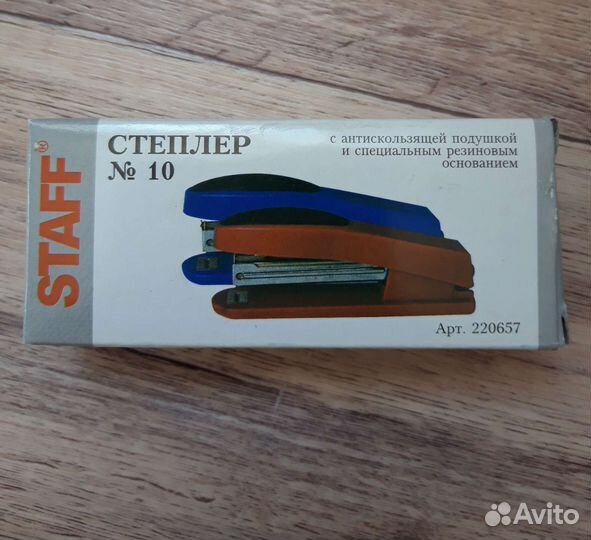 STAFF®
СТЕПЛЕР
№ 10
с антискользящей подушкой
и специальным резиновым
основанием
Арт. 220657
Avito